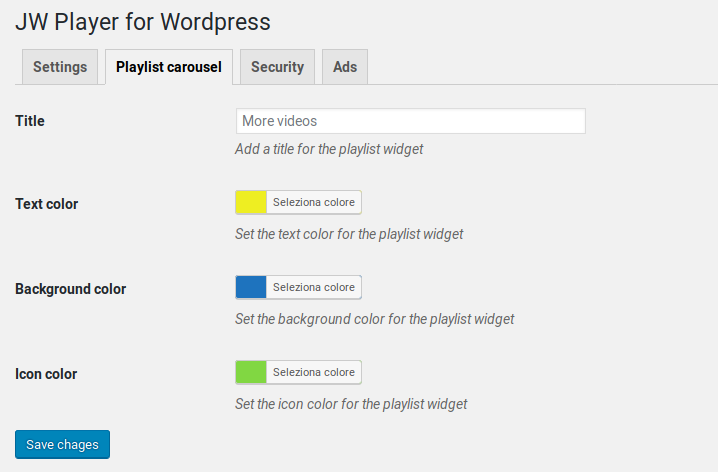 JW Player for Wordpress
Settings
Playlist carousel
Security
Ads
Title
More videos
Add a title for the playlist widget
Text color
Seleziona colore
Set the text color for the playlist widget
Background color
Seleziona colore
Set the background color for the playlist widget
Icon color
Seleziona colore
Set the icon color for the playlist widget
Save chages